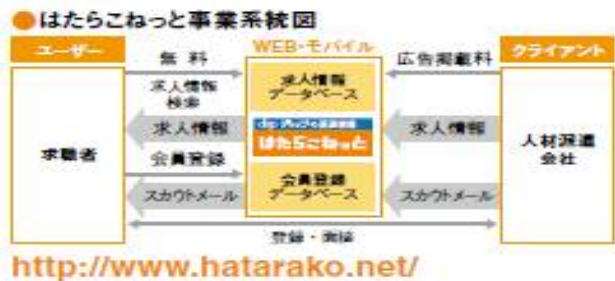 ●はたらこねっと事業系統図
ユーザー
WEB・モバイル
クライアント
無料
広告掲載料
求人情報
検索
求人情報
データベース
求人情報
はたらこねっと
求人情報
求職者
人材派遣
会社
会員登録
会員登録
データベース
スカウトメール
スカウトメール
登録・面接
http://www.hatarako.net/